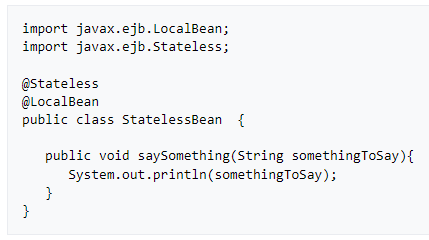 import javax.ejb.LocalBean;
import javax.ejb.Stateless;

@Stateless
@LocalBean
public class StatelessBean  {

   public void saySomething(String somethingToSay){
      System.out.println(somethingToSay);
   }
}